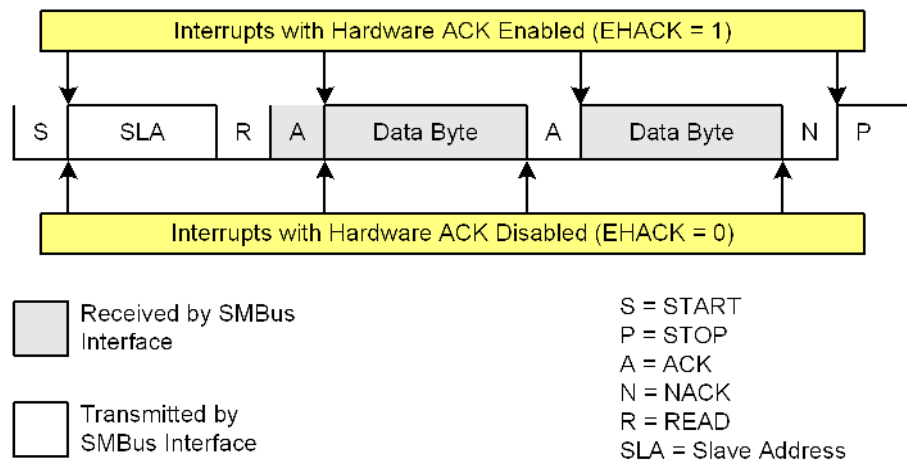 Interrupts with Hardware ACK Enabled (EHACK = 1)
S SLA R A Data Byte A Data Byte N P
Interrupts with Hardware ACK Disabled (EHACK = 0)
Received by SMBus
Interface
Transmitted by
SMBus Interface
S = START
P = STOP
A = ACK
N = NACK
R = READ
SLA = Slave Address